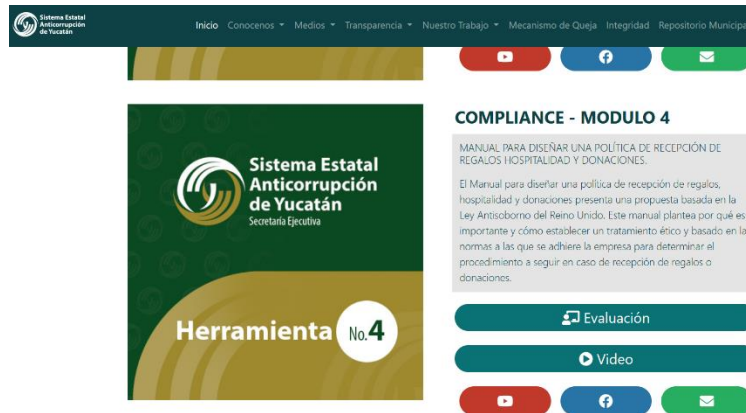 Sistema Estatal
Anticorrupción
de Yucatán
Inicio Conocenos Medios Transparencia Nuestro Trabajo Mecanismo de Queja Integridad Repositorio Municipa
Sistema Estatal
Anticorrupción
de Yucatán
Secretaría Ejecutiva
Herramienta No.4
COMPLIANCE - MODULO 4
MANUAL PARA DISEÑAR UNA POLÍTICA DE RECEPCIÓN DE
REGALOS HOSPITALIDAD Y DONACIONES.
El Manual para diseñar una política de recepción de regalos,
hospitalidad y donaciones presenta una propuesta basada en la
Ley Antisoborno del Reino Unido. Este manual plantea por qué es
importante y cómo establecer un tratamiento ético y basado en la
normas a las que se adhiere la empresa para determinar el
procedimiento a seguir en caso de recepción de regalos o
donaciones.
Evaluación
Video